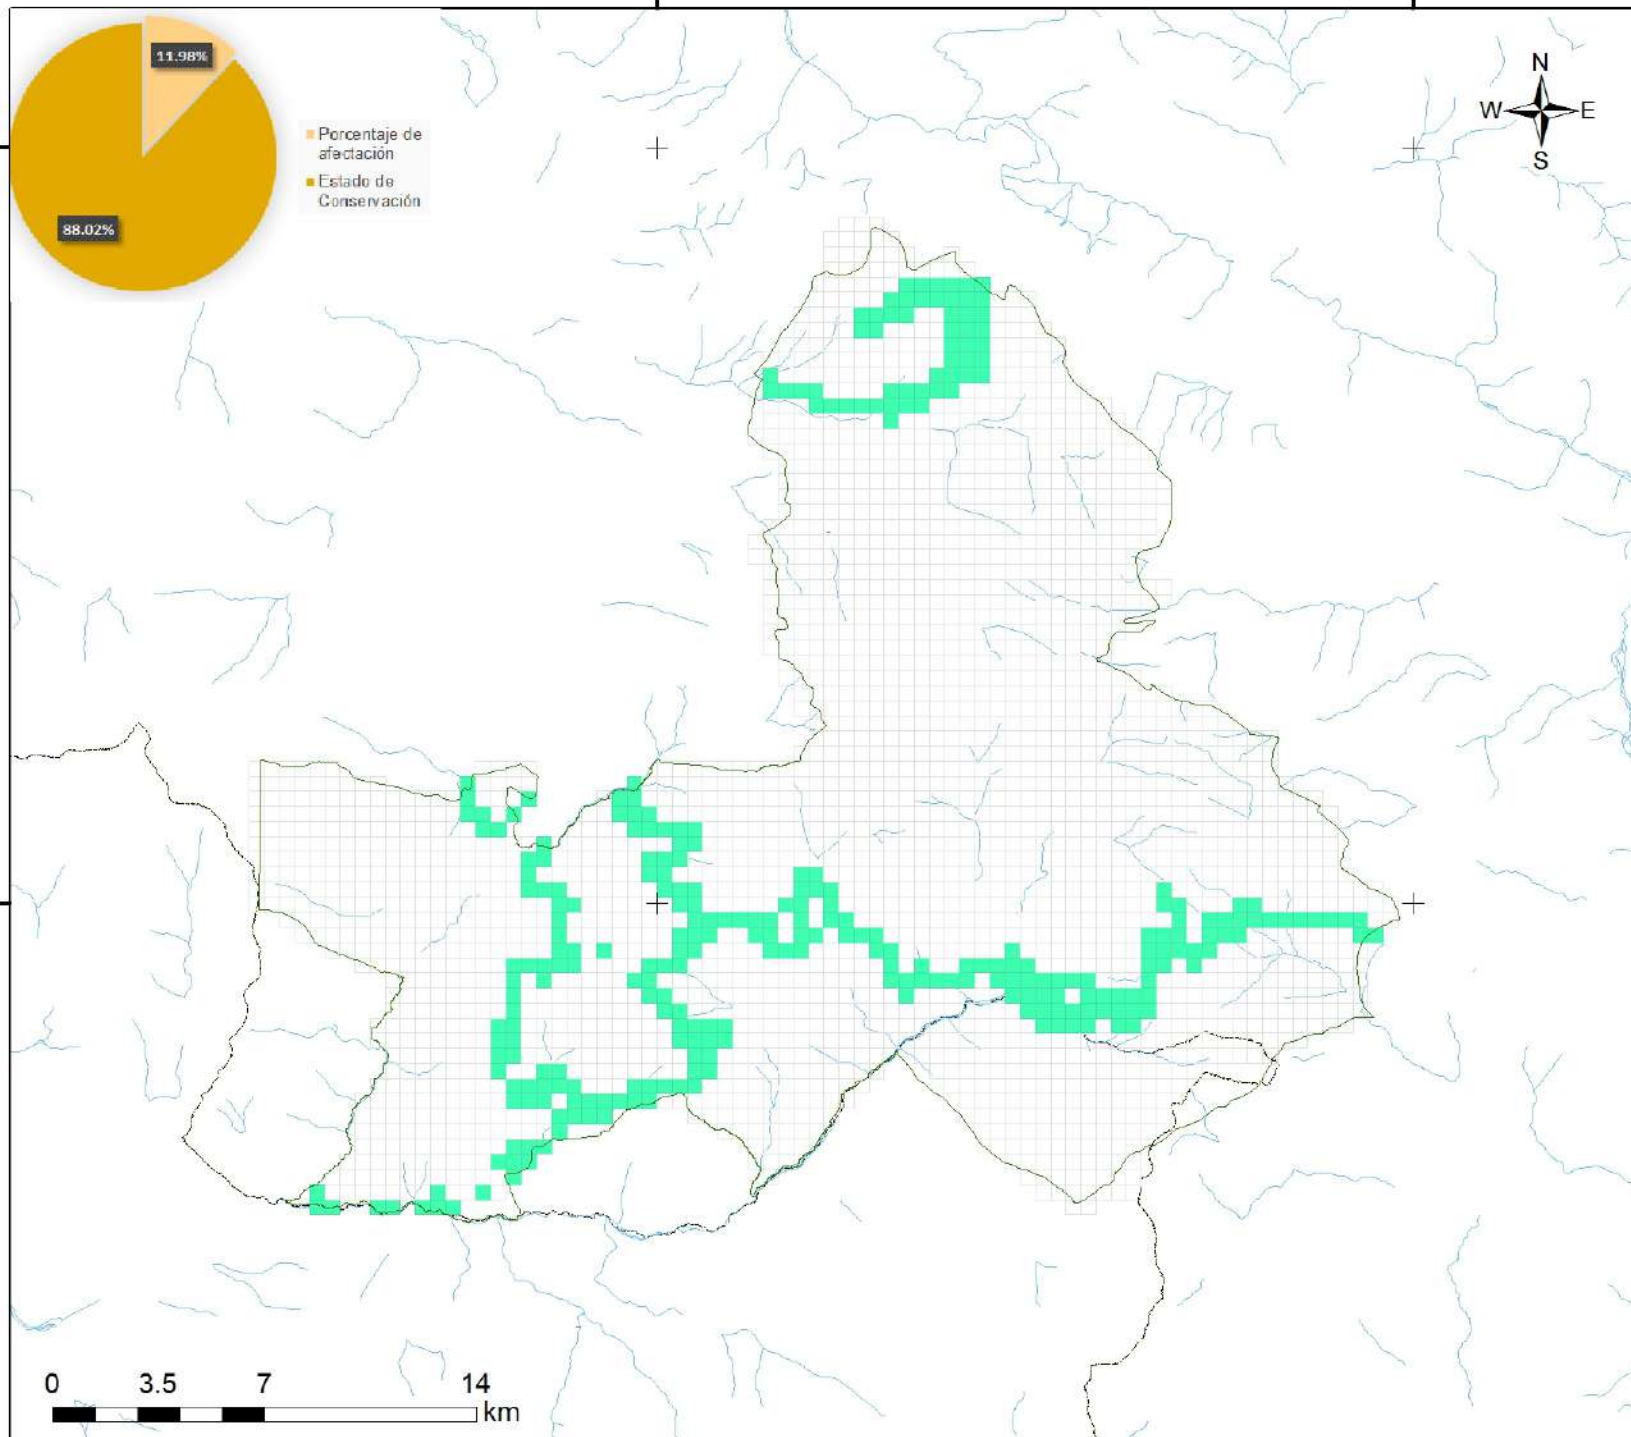 11.98%
Porcentaje de
afectación
Estado de
Conservación
88.02%
N
W
E
S
0 3.5 7 14
km